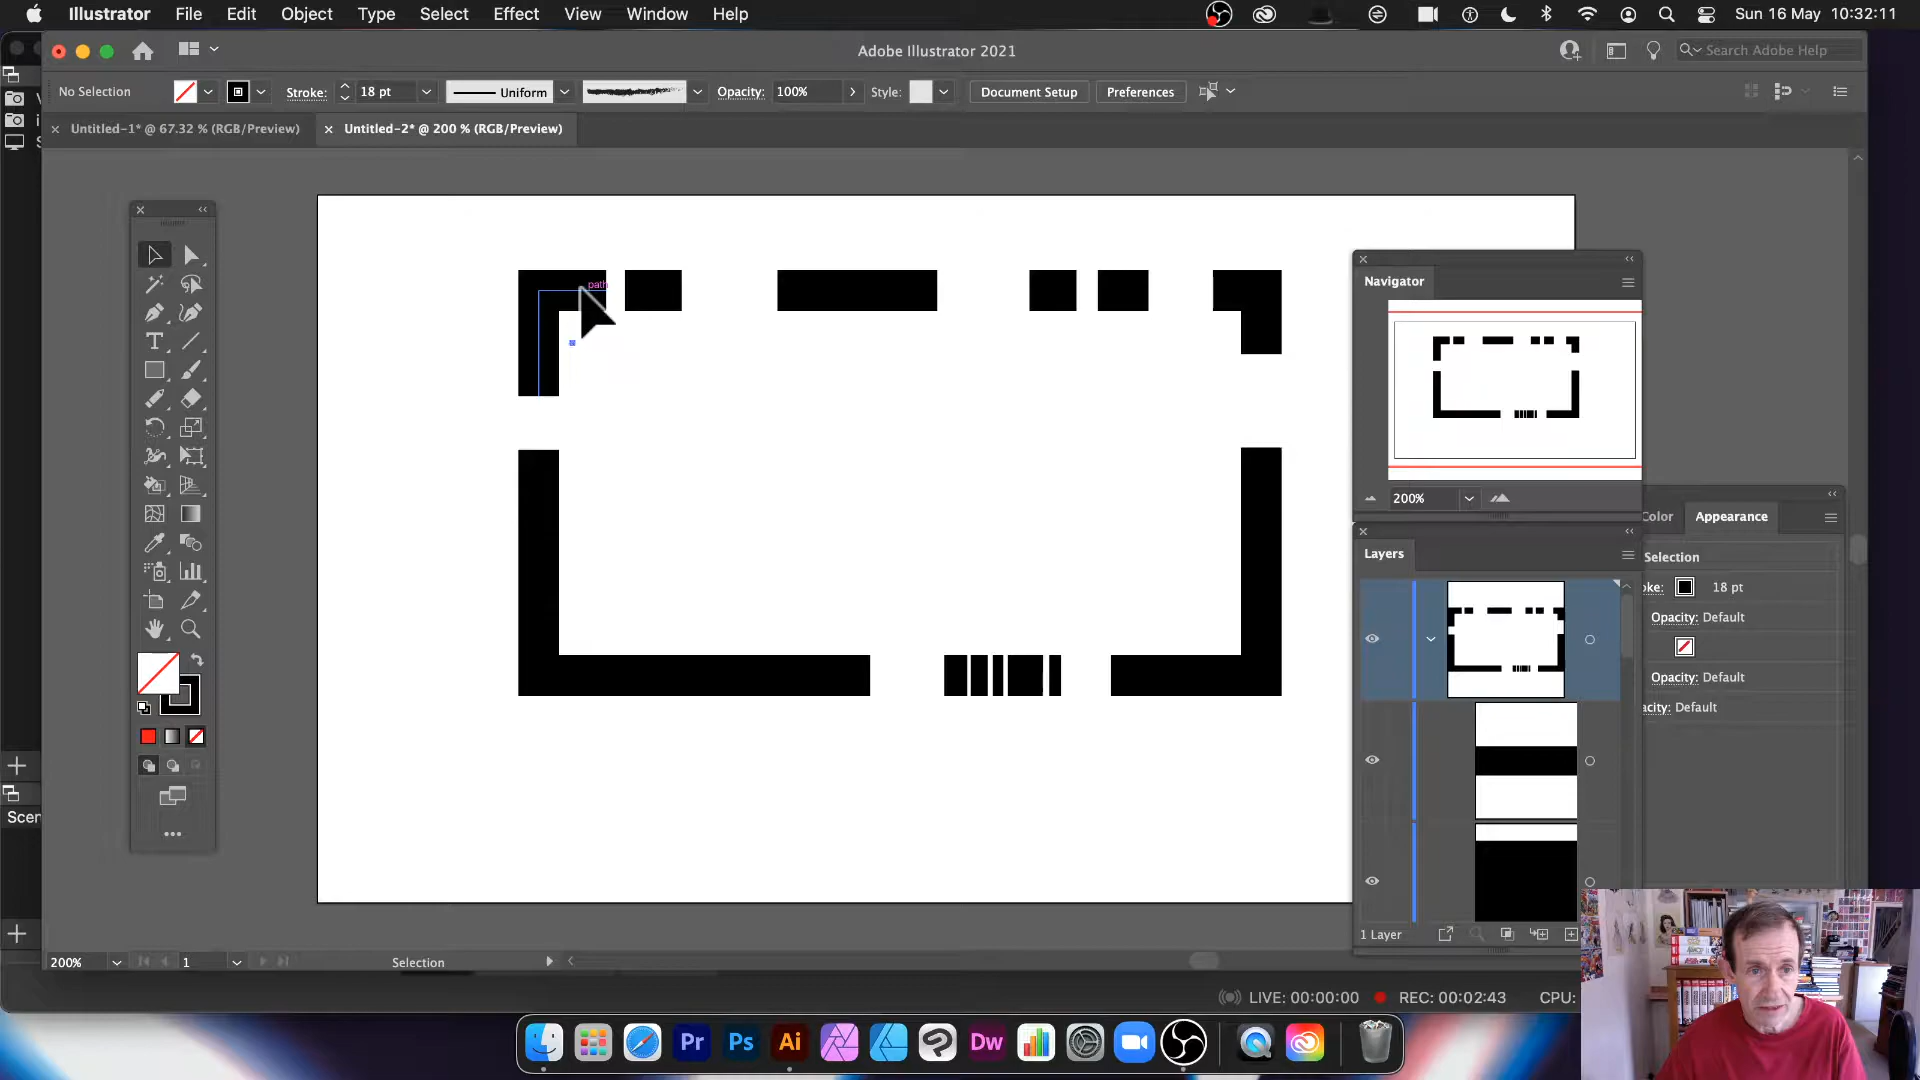 Illustrator File Edit Object Type Select Effect View Window Help
Sun 16 May 10:32:11
Adobe Illustrator 2021
Search Adobe Help
No Selection
Stroke: 18 pt
Uniform
Opacity: 100%
Style:
Document Setup
Preferences
Untitled-1* @ 67.32 % (RGB/Preview)
Untitled-2* @ 200 % (RGB/Preview)
path
Navigator
200%
Color
Appearance
Layers
Selection
oke: 18 pt
Opacity: Default
Opacity: Default
acity: Default
Scen
1 Layer
200%
1
Selection
LIVE: 00:00:00
REC: 00:02:43
CPU:
Pr
Ps
Ai
Dw